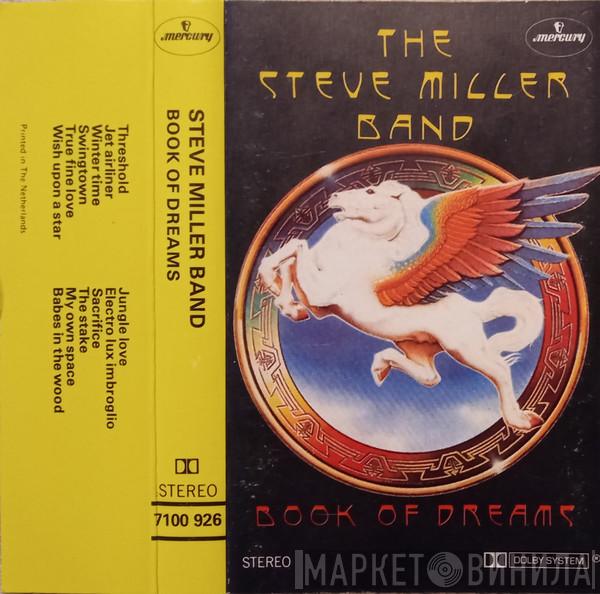 mercury
Threshold
Jet airliner
Winter time
Swingtown
True fine love
Wish upon a star
Printed in The Netherlands
Jungle love
Electro lux imbroglio
Sacrifice
The stake
My own space
Babes in the wood
mercury
STEVE MILLER BAND
BOOK OF DREAMS
STEREO
7100 926
mercury
THE
STEVE MILLER
BAND
BOOK OF DREAMS
STEREO
DOLBY SYSTEM ®
МАРКЕТ ВИНИЛА